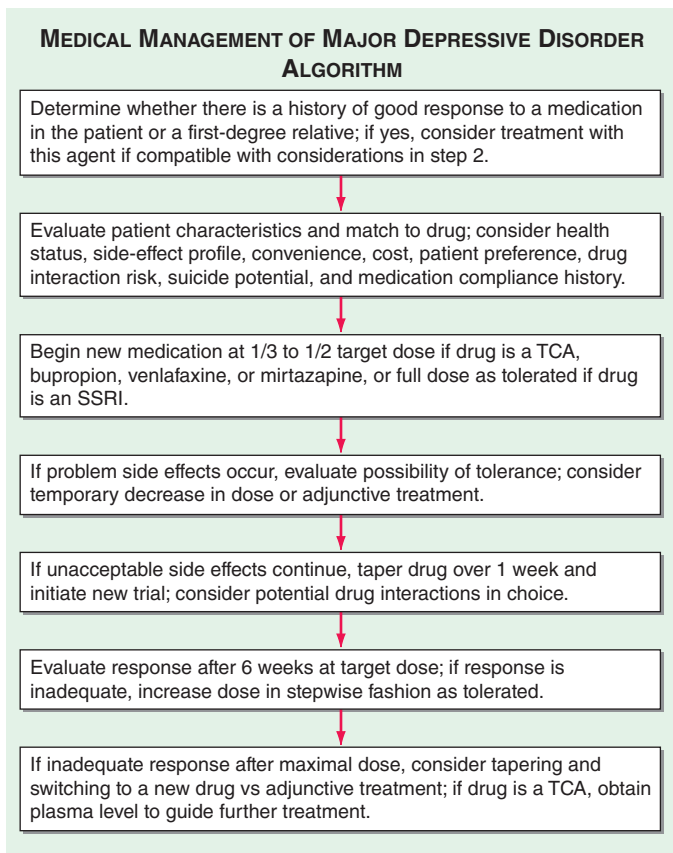 MEDICAL MANAGEMENT OF MAJOR DEPRESSIVE DISORDER
ALGORITHM
Determine whether there is a history of good response to a medication
in the patient or a first-degree relative; if yes, consider treatment with
this agent if compatible with considerations in step 2.
Evaluate patient characteristics and match to drug; consider health
status, side-effect profile, convenience, cost, patient preference, drug
interaction risk, suicide potential, and medication compliance history.
Begin new medication at 1/3 to 1/2 target dose if drug is a TCA,
bupropion, venlafaxine, or mirtazapine, or full dose as tolerated if drug
is an SSRI.
If problem side effects occur, evaluate possibility of tolerance; consider
temporary decrease in dose or adjunctive treatment.
If unacceptable side effects continue, taper drug over 1 week and
initiate new trial; consider potential drug interactions in choice.
Evaluate response after 6 weeks at target dose; if response is
inadequate, increase dose in stepwise fashion as tolerated.
If inadequate response after maximal dose, consider tapering and
switching to a new drug vs adjunctive treatment; if drug is a TCA, obtain
plasma level to guide further treatment.